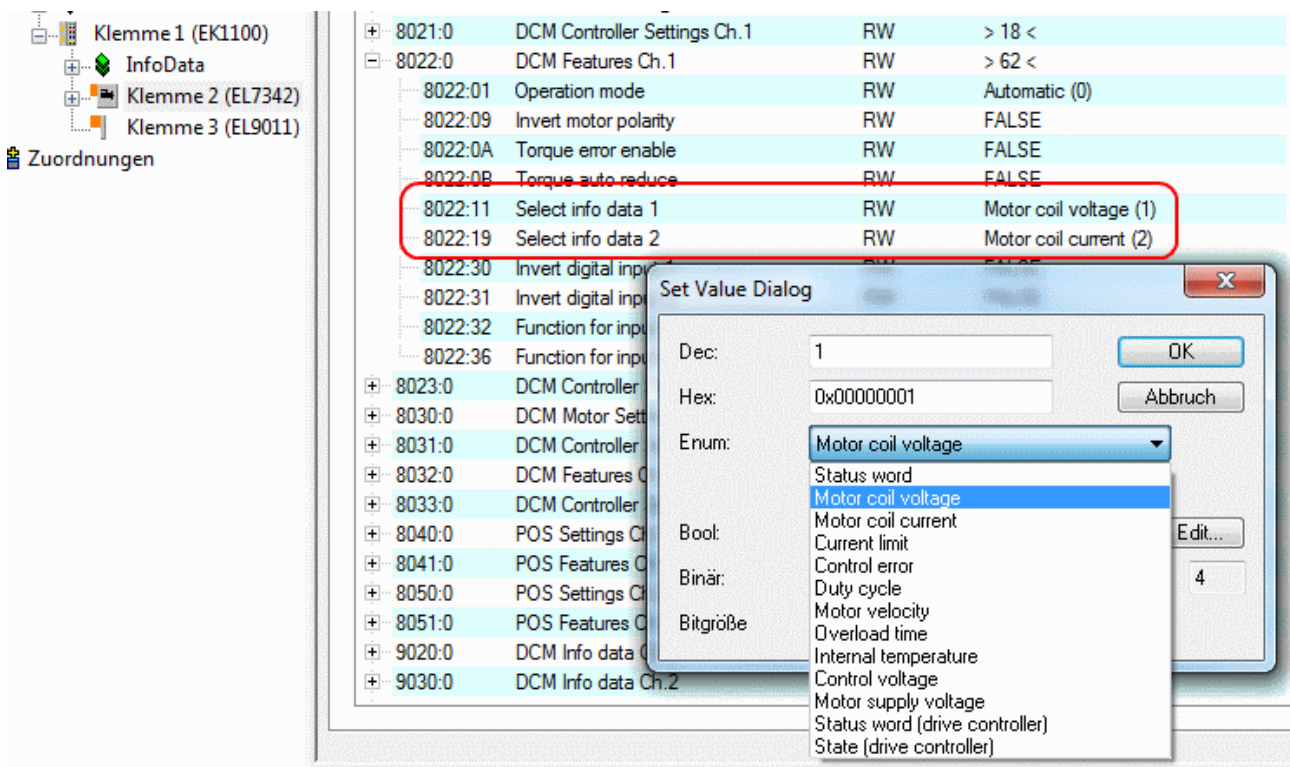 Klemme 1 (EK1100)
InfoData
Klemme 2 (EL7342)
Klemme 3 (EL9011)
Zuordnungen
8021:0 DCM Controller Settings Ch.1 RW > 18 <
8022:0 DCM Features Ch.1 RW > 62 <
8022:01 Operation mode RW Automatic (0)
8022:09 Invert motor polarity RW FALSE
8022:0A Torque error enable RW FALSE
8022:0B Torque auto reduce RW FALSE
8022:11 Select info data 1 RW Motor coil voltage (1)
8022:19 Select info data 2 RW Motor coil current (2)
8022:30 Invert digital
8022:31 Invert digital
8022:32 Function for
8022:36 Function for
8023:0 DCM Controller
8030:0 DCM Motor
8031:0 DCM Controller
8032:0 DCM Features
8033:0 DCM Controller
8040:0 POS Settings
8041:0 POS Features
8050:0 POS Settings
8051:0 POS Features
9020:0 DCM Info data
9030:0 DCM Info data Ch.2
Set Value Dialog
Dec: 1 OK
Hex: 0x00000001 Abbruch
Enum: Motor coil voltage
Status word
Motor coil voltage
Motor coil current
Current limit
Control error
Duty cycle
Motor velocity
Overload time
Internal temperature
Control voltage
Motor supply voltage
Status word (drive controller)
State (drive controller)
Bool: Edit...
Binär: 4
Bitgröße